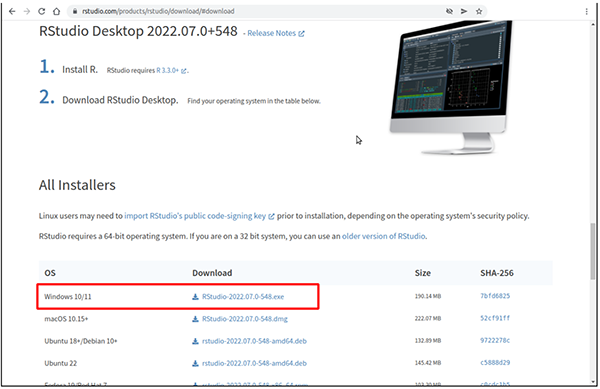 rstudio.com/products/rstudio/download/#download
RStudio Desktop 2022.07.0+548 - Release Notes
1. Install R. RStudio requires R 3.3.0+.
2. Download RStudio Desktop. Find your operating system in the table below.
All Installers
Linux users may need to import RStudio's public code-signing key prior to installation, depending on the operating system's security policy.
RStudio requires a 64-bit operating system. If you are on a 32 bit system, you can use an older version of RStudio.
OS Download Size SHA-256
Windows 10/11 RStudio-2022.07.0-548.exe 190.14 MB 7bfd6825
macOS 10.15+ RStudio-2022.07.0-548.dmg 222.07 MB 52cf91ff
Ubuntu 18+/Debian 10+ rstudio-2022.07.0-548-amd64.deb 132.89 MB 9722278c
Ubuntu 22 rstudio-2022.07.0-548-amd64.deb 145.42 MB c5888d29